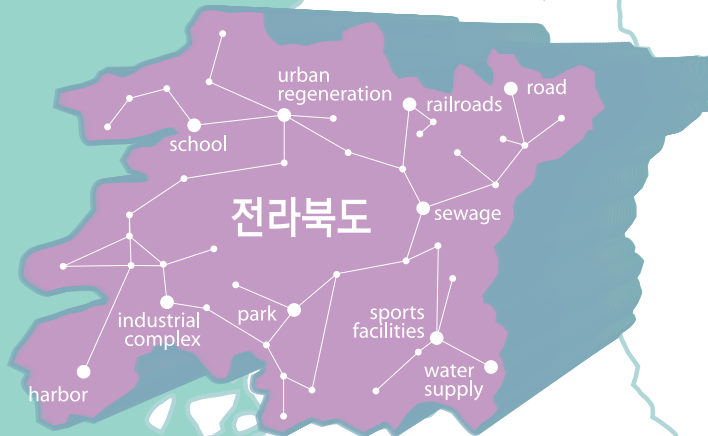 urban
regeneration
railroads
road
school
전라북도
sewage
industrial
complex
park
sports
facilities
water
supply
harbor